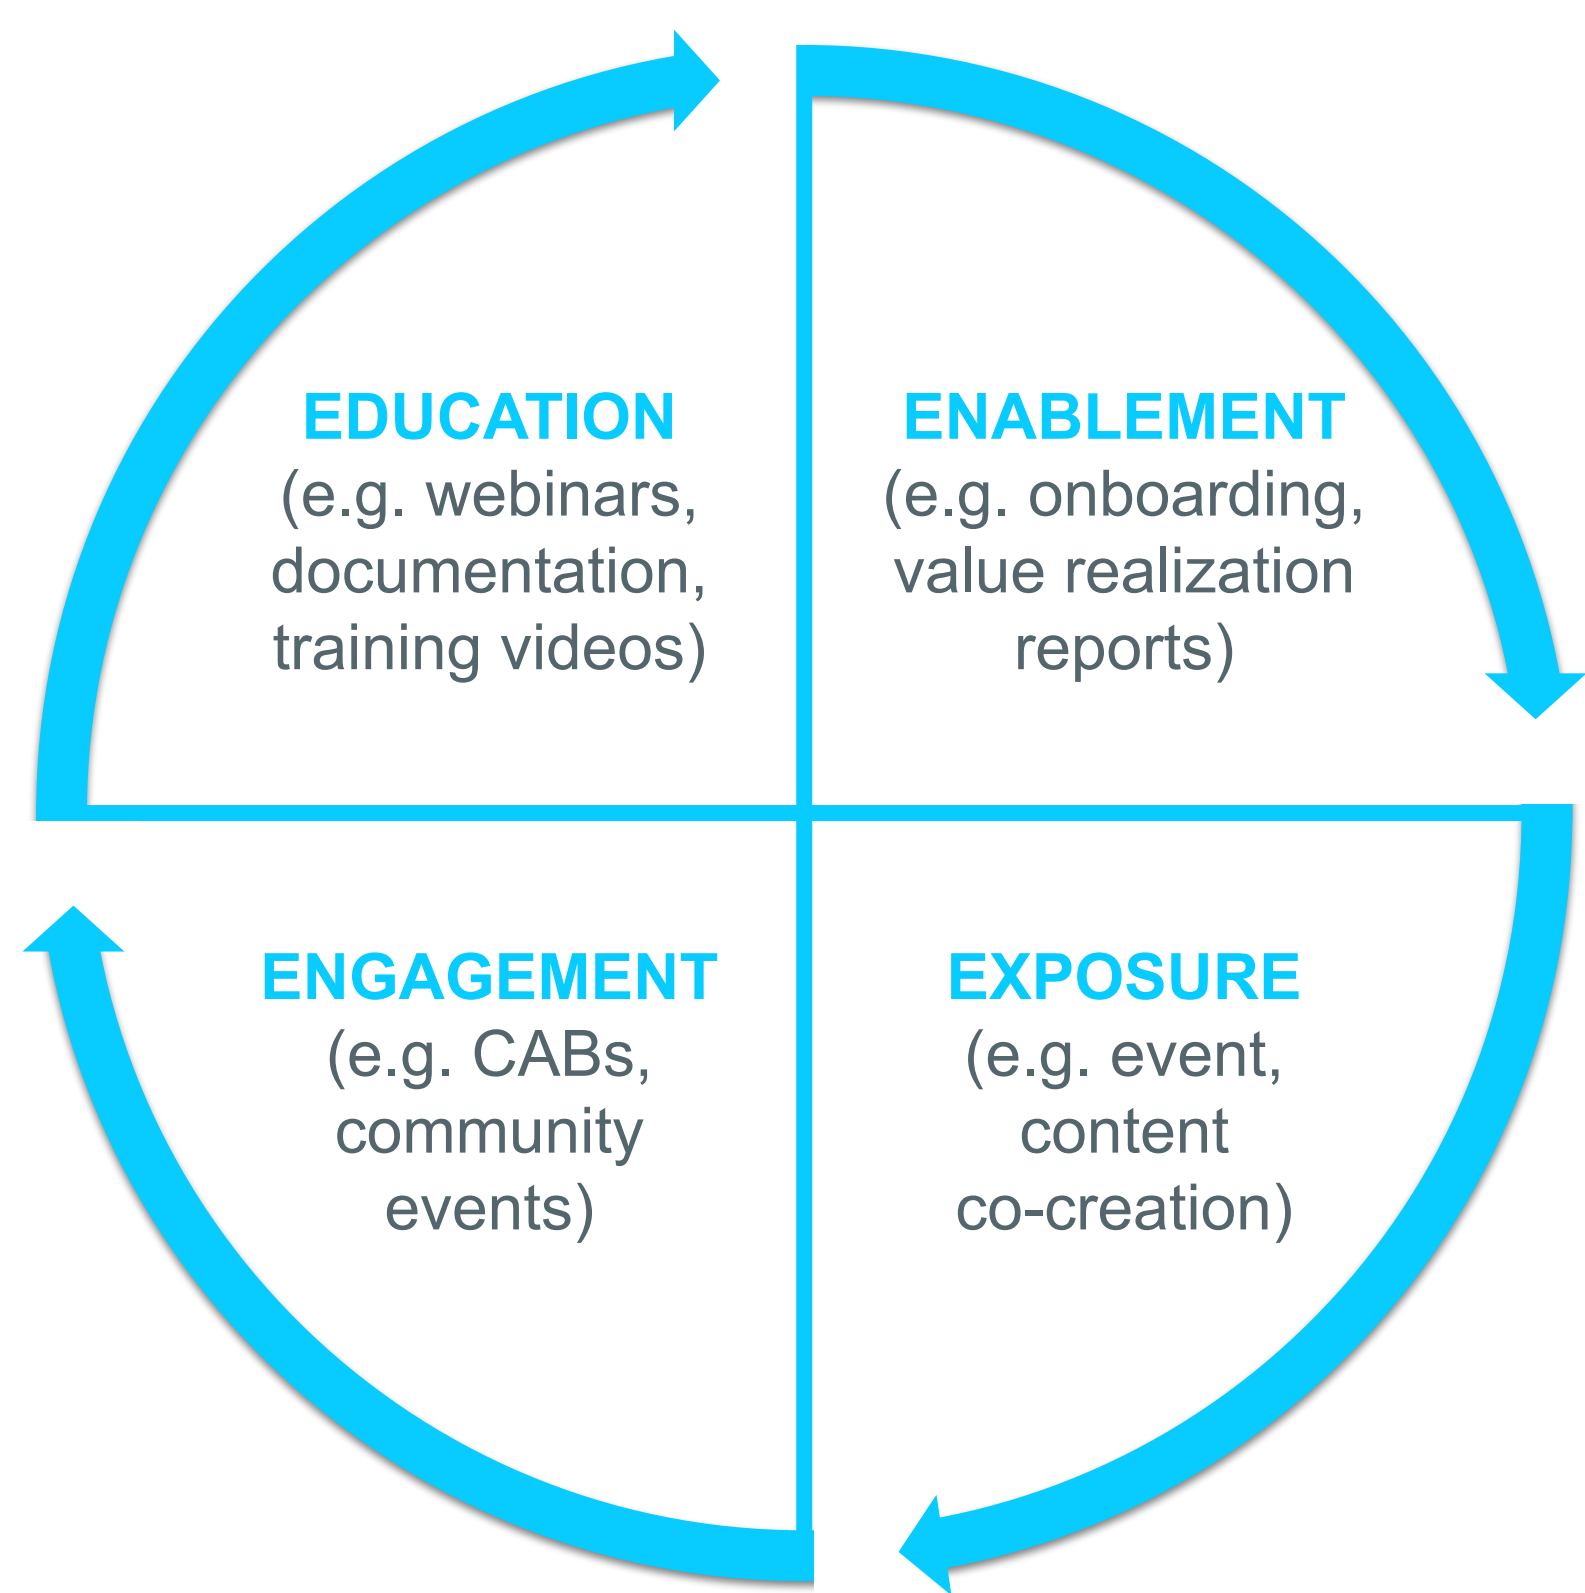 EDUCATION
(e.g. webinars,
documentation,
training videos)
ENABLEMENT
(e.g. onboarding,
value realization
reports)
ENGAGEMENT
(e.g. CABs,
community
events)
EXPOSURE
(e.g. event,
content
co-creation)